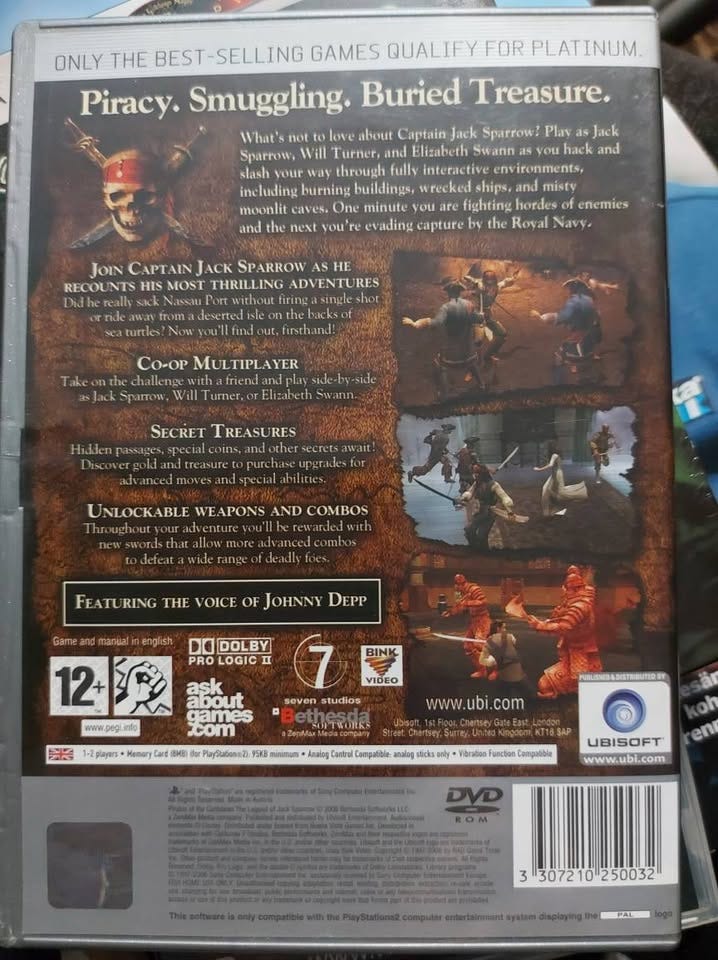 ONLY THE BEST-SELLING GAMES QUALIFY FOR PLATINUM.
Piracy. Smuggling. Buried Treasure.
What's not to love about Captain Jack Sparrow? Play as Jack
Sparrow, Will Turner, and Elizabeth Swann as you hack and
slash your way through fully interactive environments,
including burning buildings, wrecked ships, and misty
moonlit caves. One minute you are fighting hordes of enemies
and the next you're evading capture by the Royal Navy.
JOIN CAPTAIN JACK SPARROW AS HE
RECOUNTS HIS MOST THRILLING ADVENTURES
Did he really sack Nassau Port without firing a single shot
or ride away from a deserted isle on the backs of
sea turtles? Now you'll find out, firsthand!
CO-OP MULTIPLAYER
Take on the challenge with a friend and play side-by-side
as Jack Sparrow, Will Turner, or Elizabeth Swann.
SECRET TREASURES
Hidden passages, special coins, and other secrets await!
Discover gold and treasure to purchase upgrades for
advanced moves and special abilities.
UNLOCKABLE WEAPONS AND COMBOS
Throughout your adventure you'll be rewarded with
new swords that allow more advanced combos
to defeat a wide range of deadly foes.
FEATURING THE VOICE OF JOHNNY DEPP
Game and manual in english
12+
www.pegi.info
DOLBY
PRO LOGIC II
ask
about
games
.com
7
seven studios
Bethesda
SOFTWORKS
a ZeniMax Media company
BINK
VIDEO
www.ubi.com
Ubisoft, 1st Floor, Chertsey Gate East, London
Street, Chertsey, Surrey, United Kingdom, KT16 8AP
PUBLISHED & DISTRIBUTED BY
UBISOFT
www.ubi.com
1-2 players • Memory Card (8MB) (for PlayStation®2): 95KB minimum • Analog Control Compatible: analog sticks only • Vibration Function Compatible
DVD
ROM
3 307210 250032
This software is only compatible with the PlayStation2 computer entertainment system displaying the PAL logo